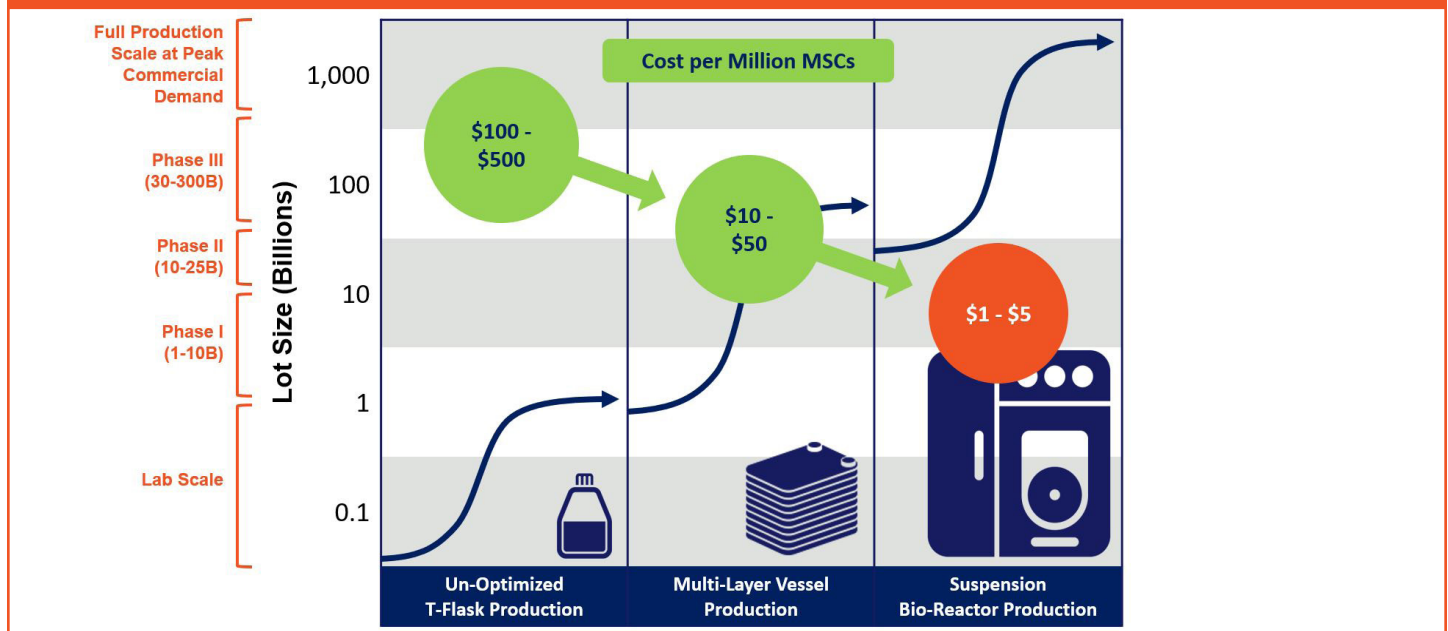 Full Production
Scale at Peak
Commercial
Demand
Phase III
(30-300B)
Phase II
(10-25B)
Phase I
(1-10B)
Lab Scale
Lot Size (Billions)
1,000
100
10
1
0.1
Cost per Million MSCs
$100 -
$500
$10 -
$50
$1 - $5
Un-Optimized
T-Flask Production
Multi-Layer Vessel
Production
Suspension
Bio-Reactor Production